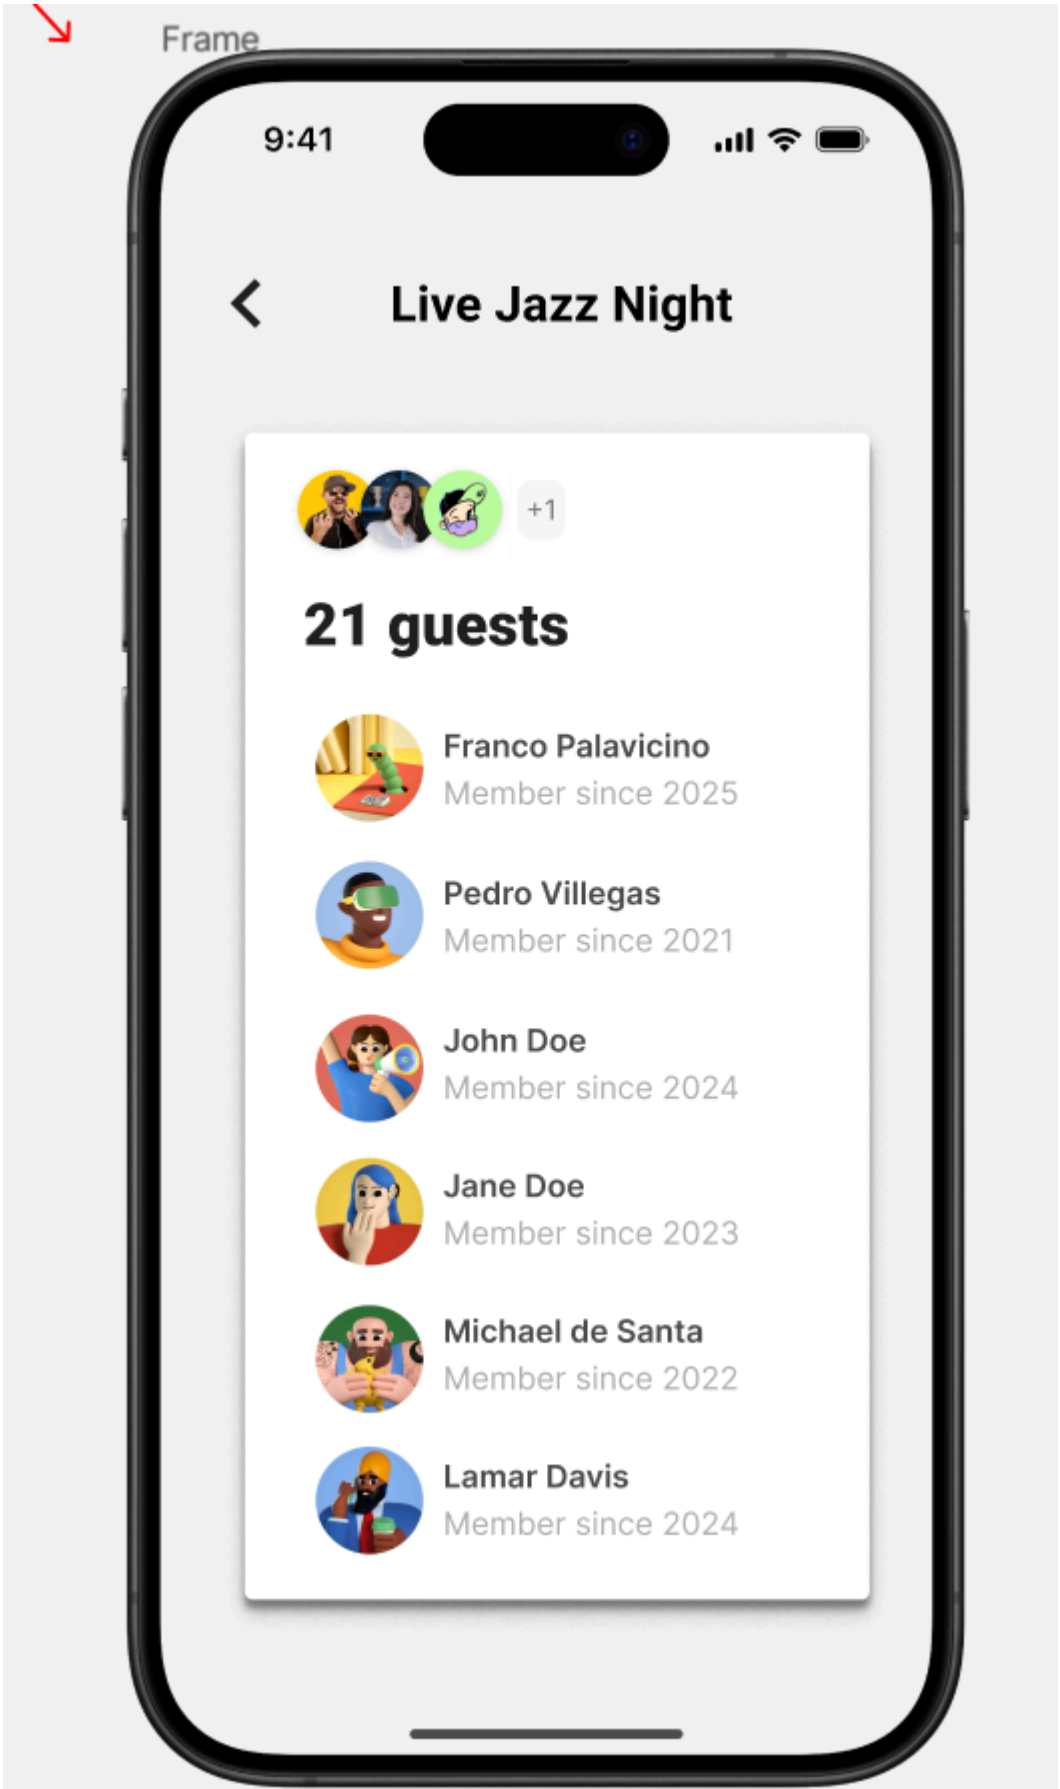 Frame
9:41
Live Jazz Night
+1
21 guests
Franco Palavicino
Member since 2025
Pedro Villegas
Member since 2021
John Doe
Member since 2024
Jane Doe
Member since 2023
Michael de Santa
Member since 2022
Lamar Davis
Member since 2024